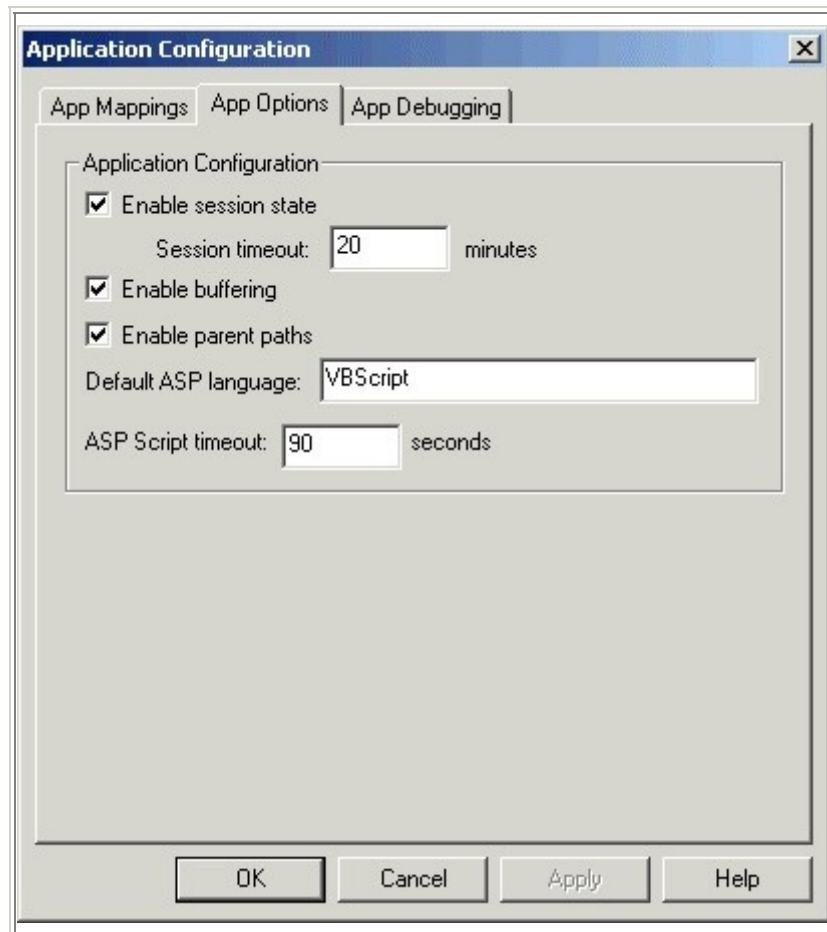 Application Configuration
App Mappings App Options App Debugging
Application Configuration
Enable session state
Session timeout: 20 minutes
Enable buffering
Enable parent paths
Default ASP language: VBScript
ASP Script timeout: 90 seconds
OK Cancel Apply Help